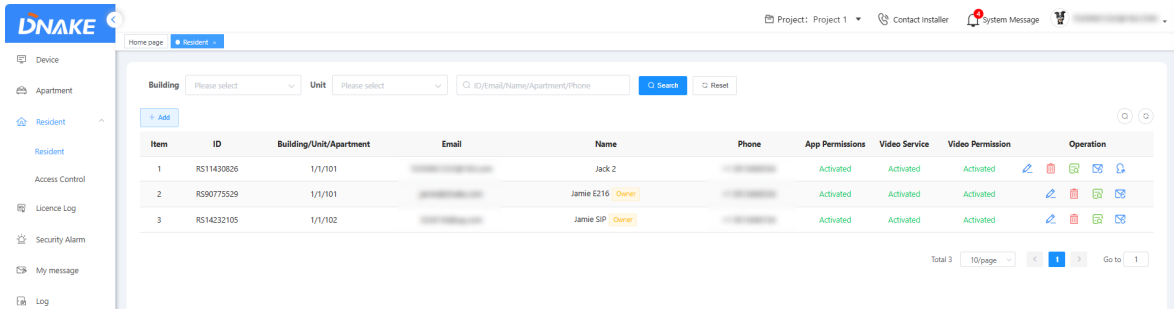 DNAKE
Project: Project 1
Contact Installer
4
System Message
Home page
Resident ×
Device
Apartment
Resident
Resident
Access Control
Licence Log
Security Alarm
My message
Log
Building Please select Unit Please select ID/Email/Name/Apartment/Phone Search Reset
+ Add
Item ID Building/Unit/Apartment Email Name Phone App Permissions Video Service Video Permission Operation
1 RS11430826 1/1/101 Jack 2 Activated Activated Activated
2 RS90775529 1/1/101 Jamie E216 Owner Activated Activated Activated
3 RS14232105 1/1/102 Jamie SIP Owner Activated Activated Activated
Total 3 10/page < 1 > Go to 1